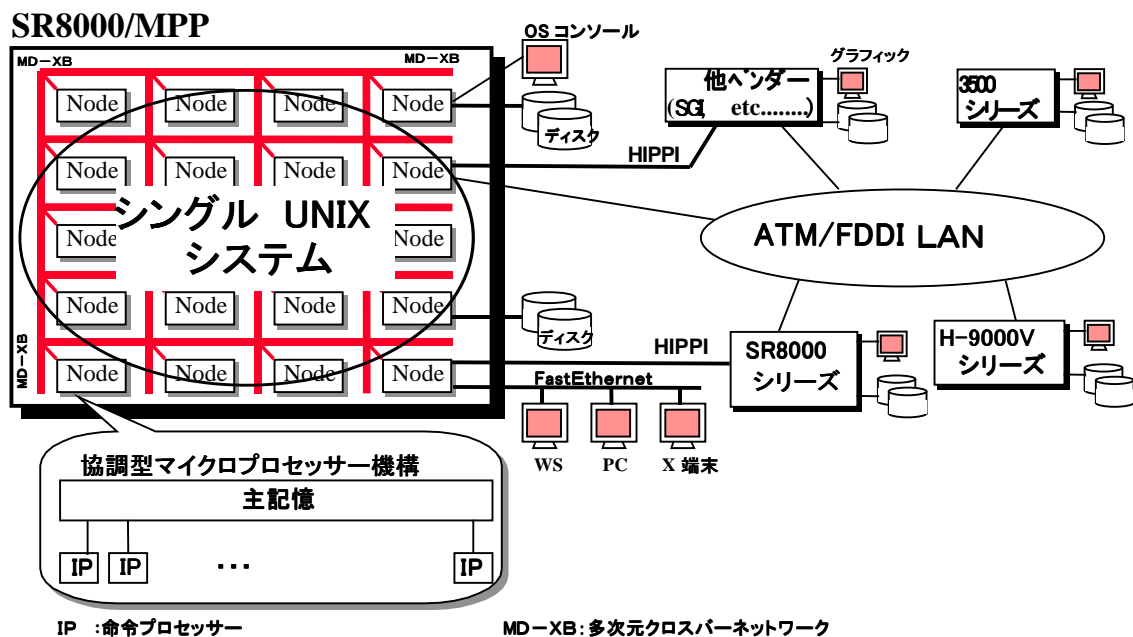 SR8000/MPP
MD-XB
MD-XB
Node
Node
Node
Node
Node
Node
Node
Node
Node
Node
シングル UNIX
システム
Node
Node
Node
Node
Node
Node
Node
Node
MD-XB
OS コンソール
ディスク
HIPPI
ディスク
HIPPI
FastEthernet
WS
PC
X 端末
他ベンダー
(SGI, etc........)
グラフィック
3500
シリーズ
ATM/FDDI LAN
SR8000
シリーズ
H-9000V
シリーズ
協調型マイクロプロセッサー機構
主記憶
IP
IP
・・・
IP
IP :命令プロセッサー
MD-XB:多次元クロスバーネットワーク